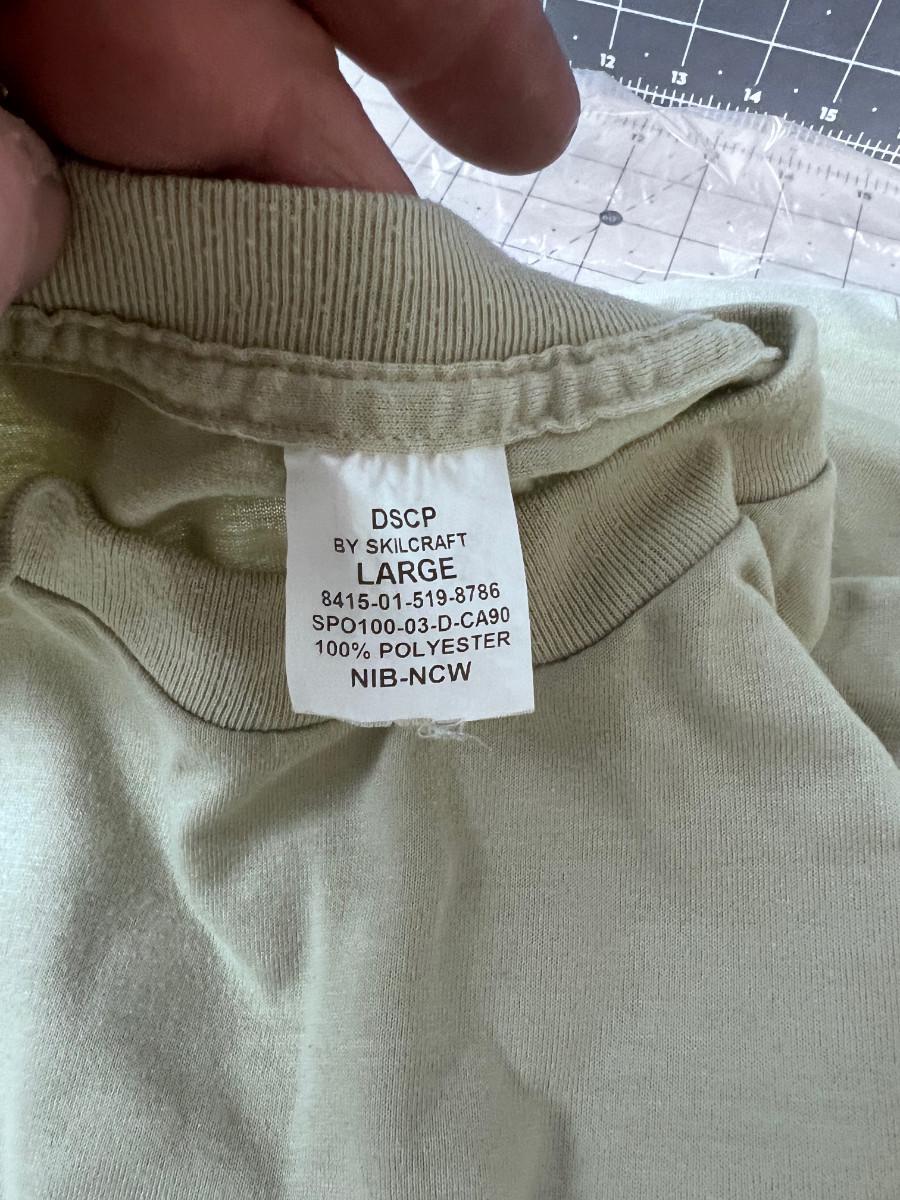 12 13 14 15
DSCP
BY SKILCRAFT
LARGE
8415-01-519-8786
SPO100-03-D-CA90
100% POLYESTER
NIB-NCW